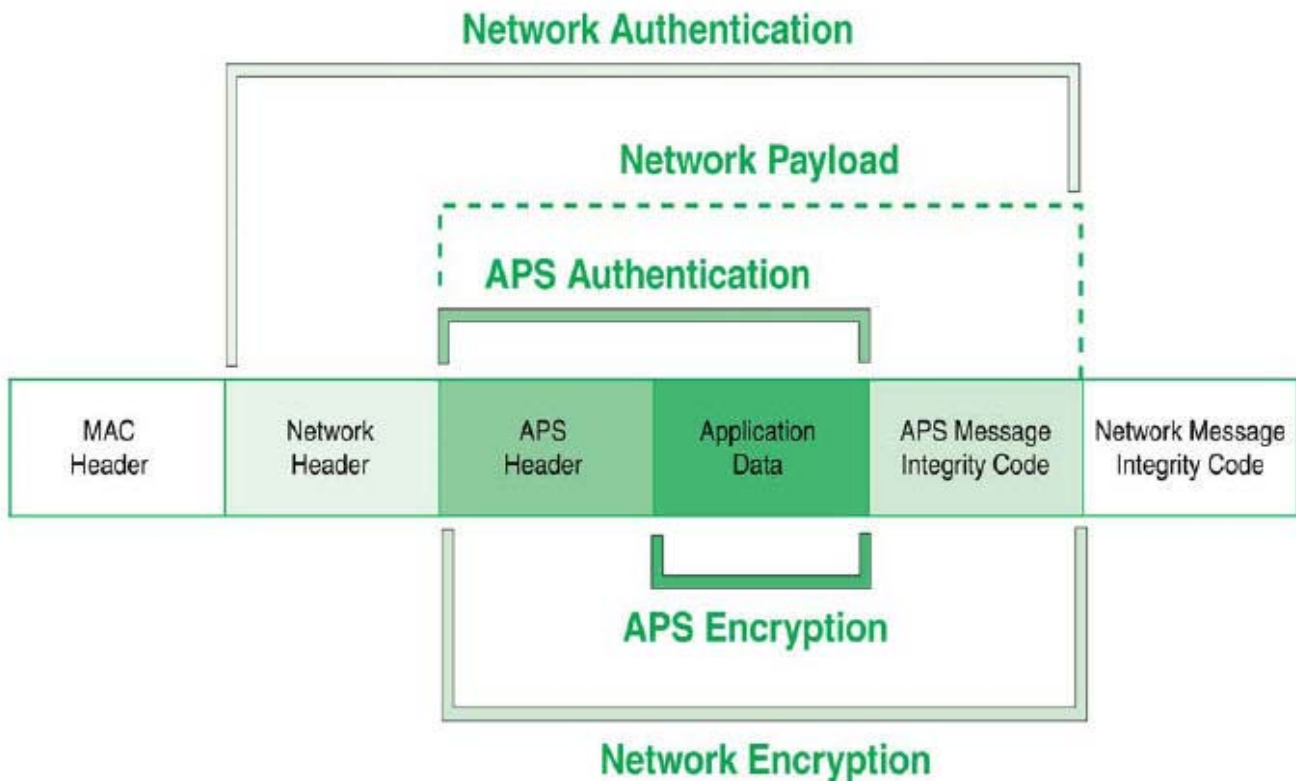 Network Authentication
Network Payload
APS Authentication
MAC
Header
Network
Header
APS
Header
Application
Data
APS Message
Integrity Code
Network Message
Integrity Code
APS Encryption
Network Encryption